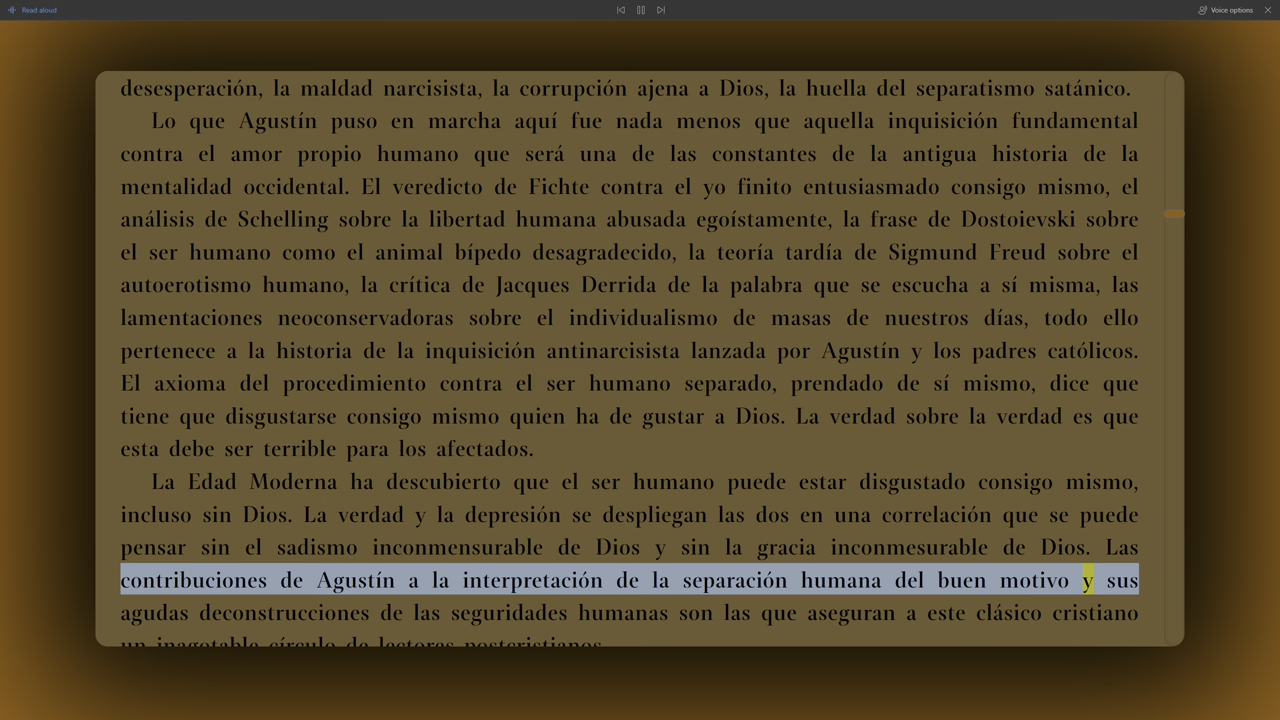 Read aloud
Voice options
desesperación, la maldad narcisista, la corrupción ajena a Dios, la huella del separatismo satánico.
Lo que Agustín puso en marcha aquí fue nada menos que aquella inquisición fundamental
contra el amor propio humano que será una de las constantes de la antigua historia de la
mentalidad occidental. El veredicto de Fichte contra el yo finito entusiasmado consigo mismo, el
análisis de Schelling sobre la libertad humana abusada egoístamente, la frase de Dostoievski sobre
el ser humano como el animal bípedo desagradecido, la teoría tardía de Sigmund Freud sobre el
autoerotismo humano, la crítica de Jacques Derrida de la palabra que se escucha a sí misma, las
lamentaciones neoconservadoras sobre el individualismo de masas de nuestros días, todo ello
pertenece a la historia de la inquisición antinarcisista lanzada por Agustín y los padres católicos.
El axioma del procedimiento contra el ser humano separado, prendado de sí mismo, dice que
tiene que disgustarse consigo mismo quien ha de gustar a Dios. La verdad sobre la verdad es que
esta debe ser terrible para los afectados.
La Edad Moderna ha descubierto que el ser humano puede estar disgustado consigo mismo,
incluso sin Dios. La verdad y la depresión se despliegan las dos en una correlación que se puede
pensar sin el sadismo inconmensurable de Dios y sin la gracia inconmesurable de Dios. Las
contribuciones de Agustín a la interpretación de la separación humana del buen motivo y sus
agudas deconstrucciones de las seguridades humanas son las que aseguran a este clásico cristiano
un inagotable círculo de lectores postcristianos.